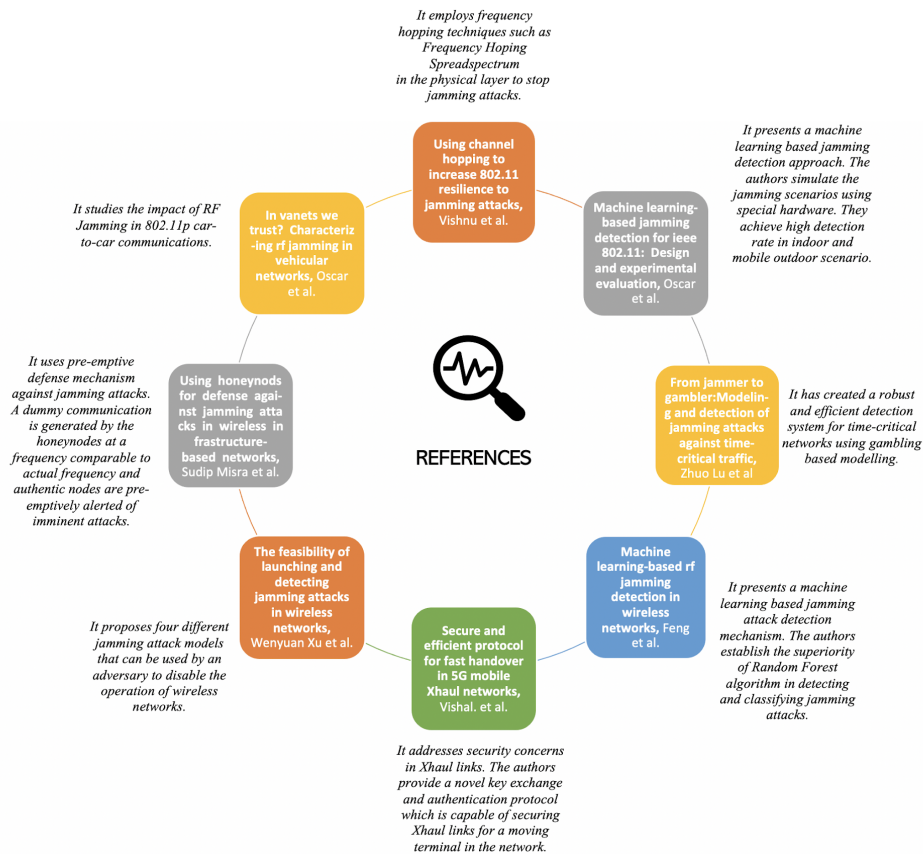 It employs frequency
hopping techniques such as
Frequency Hoping
Spreadspectrum
in the physical layer to stop
jamming attacks.
Using channel
hopping to
increase 802.11
resilience to
jamming attacks,
Vishnu et al.
It presents a machine
learning based jamming
detection approach. The
authors simulate the
jamming scenarios using
special hardware. They
achieve high detection
rate in indoor and
mobile outdoor scenario.
Machine learning-
based jamming
detection for ieee
802.11: Design
and experimental
evaluation, Oscar
et al.
From jammer to
gambler:Modeli
ng and detection of
jamming attacks
against time-
critical traffic,
Zhuo Lu et al
It has created a robust
and efficient detection
system for time-critical
networks using gambling
based modelling.
Machine
learning-based rf
jamming
detection in
wireless
networks, Feng
et al.
It presents a machine
learning based jamming
attack detection
mechanism. The authors
establish the superiority
of Random Forest
algorithm in detecting
and classifying jamming
attacks.
Secure and
efficient protocol
for fast handover
in 5G mobile
Xhaul networks,
Vishal. et al.
It addresses security concerns
in Xhaul links. The authors
provide a novel key exchange
and authentication protocol
which is capable of securing
Xhaul links for a moving
terminal in the network.
The feasibility of
launching and
detecting
jamming attacks
in wireless
networks,
Wenyuan Xu et al.
It proposes four different
jamming attack models
that can be used by an
adversary to disable the
operation of wireless
networks.
Using honeynods
for defense agai-
nst jamming atta
cks in wireless in
frastructure-
based networks,
Sudip Misra et al.
It uses pre-emptive
defense mechanism
against jamming attacks.
A dummy communication
is generated by the
honeynodes at a
frequency comparable to
actual frequency and
authentic nodes are pre-
emptively alerted of
imminent attacks.
In vanets we
trust? Characteriz
-ing rf jamming in
vehicular
networks, Oscar
et al.
It studies the impact of RF
Jamming in 802.11p car-
to-car communications.
REFERENCES